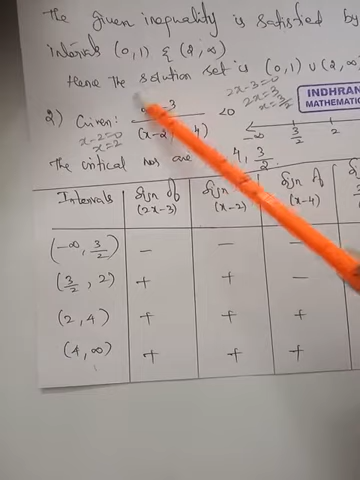 The given inequality is satisfied by
intervals (0,1) & (2,∞)
Hence the solution set is (0,1) ∪ (2,∞
2x-3=0
2x=3
x=3/2
INDHRAN
MATHEMATIC
2) Given: 3 <0
(x-2 4)
x-2=0
x=2
-∞ 3/2 2
The critical nos are 4, 3/2.
Intervals Sign of (2x-3) Sign (x-2) Sign of (x-4)
(-∞, 3/2) - - -
(3/2, 2) + + -
(2, 4) + + +
(4, ∞) + + +